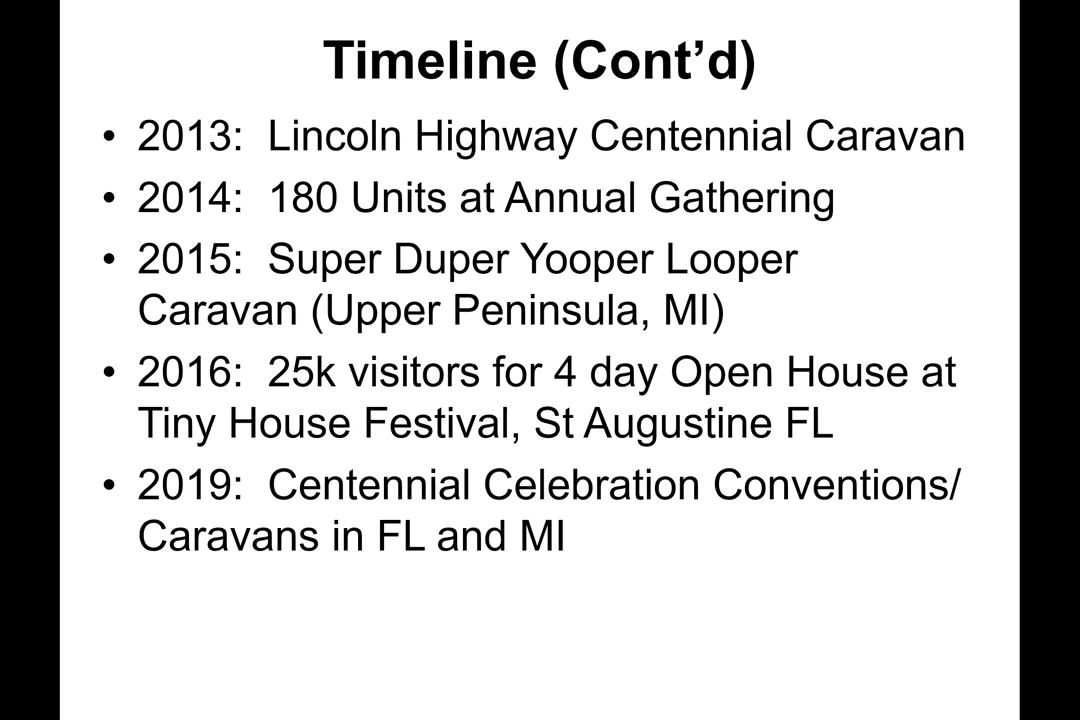 Timeline (Cont’d)
• 2013:  Lincoln Highway Centennial Caravan
• 2014:  180 Units at Annual Gathering
• 2015:  Super Duper Yooper Looper
Caravan (Upper Peninsula, MI)
• 2016:  25k visitors for 4 day Open House at
Tiny House Festival, St Augustine FL
• 2019:  Centennial Celebration Conventions/
Caravans in FL and MI